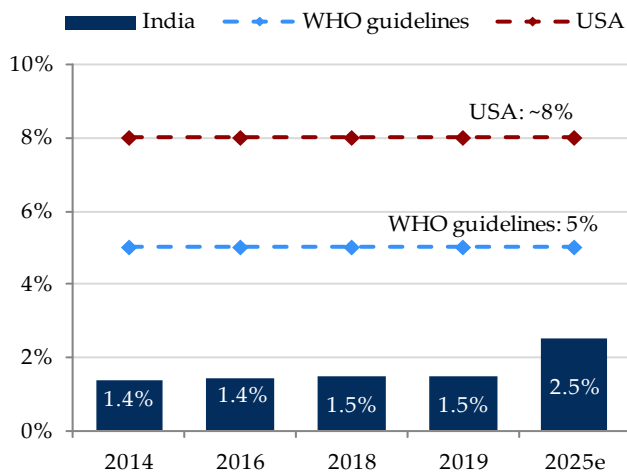 India WHO guidelines USA
10%
USA: ~8%
8%
6%
WHO guidelines: 5%
4%
2%
1.4% 1.4% 1.5% 1.5% 2.5%
0%
2014 2016 2018 2019 2025e